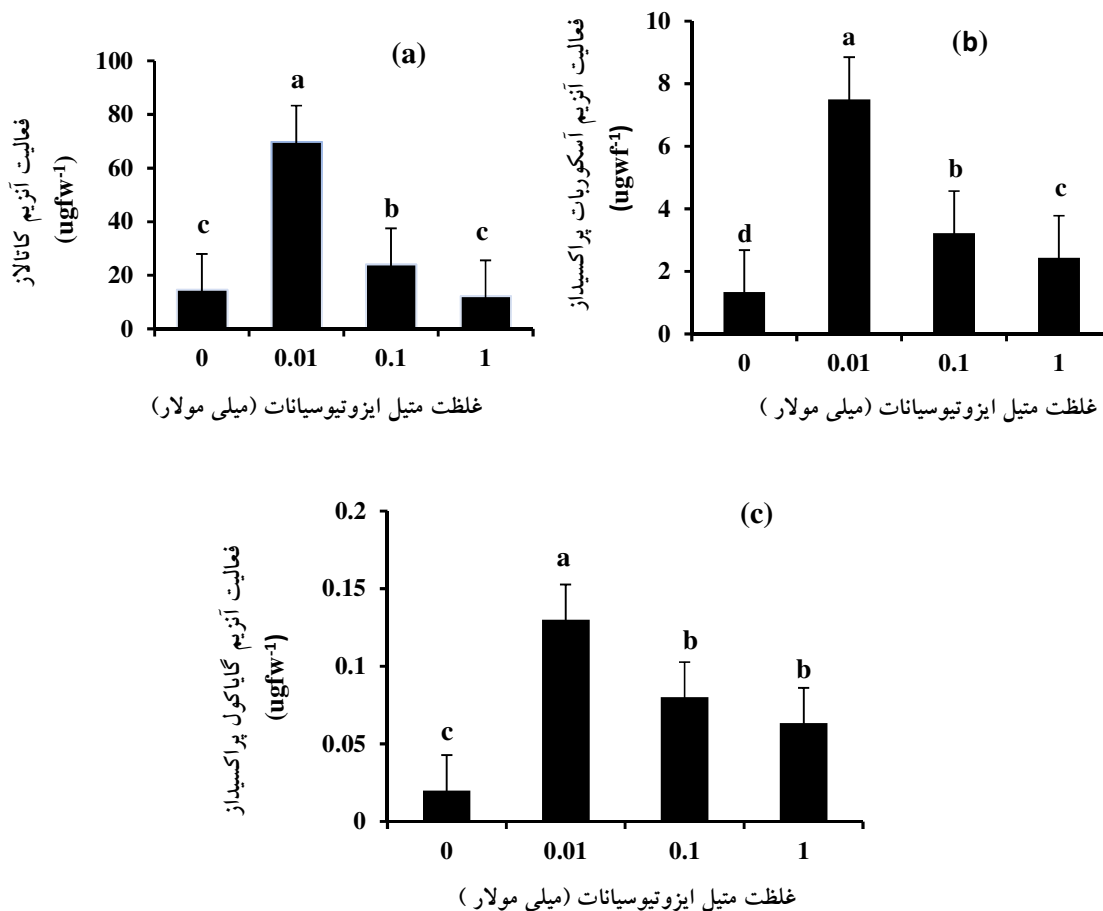 (a)
فعالیت آنزیم کاتالاز
(ugfw⁻¹)
100
80
60
40
20
0
c
a
b
c
0 0.01 0.1 1
غلظت متیل ایزوتیوسیانات (میلی مولار)
(b)
فعالیت آنزیم آسکوربات پراکسیداز
(ugwf⁻¹)
10
8
6
4
2
0
d
a
b
c
0 0.01 0.1 1
غلظت متیل ایزوتیوسیانات (میلی مولار )
(c)
فعالیت آنزیم گایاکول پراکسیداز
(ugfw⁻¹)
0.2
0.15
0.1
0.05
0
c
a
b
b
0 0.01 0.1 1
غلظت متیل ایزوتیوسیانات (میلی مولار )